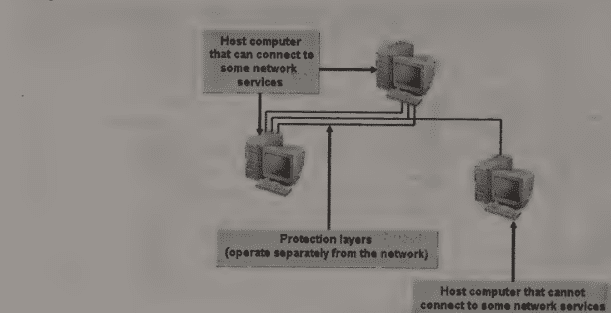 Host computer
that can connect to
some network
services
Protection layers
(operate separately from the network)
Host computer that cannot
connect to some network services